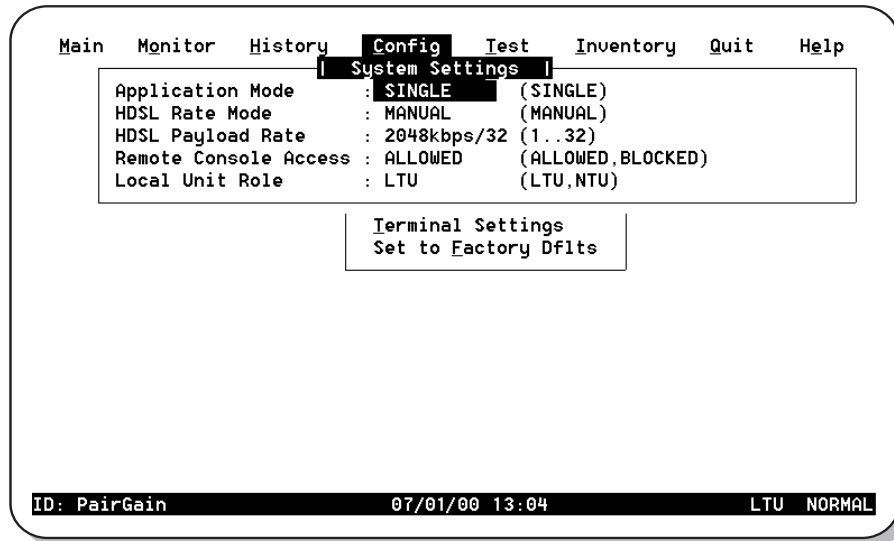 Main Monitor History Config Test Inventory Quit Help
System Settings
Application Mode : SINGLE (SINGLE)
HDSL Rate Mode : MANUAL (MANUAL)
HDSL Payload Rate : 2048kbps/32 (1..32)
Remote Console Access : ALLOWED (ALLOWED,BLOCKED)
Local Unit Role : LTU (LTU,NTU)
Terminal Settings
Set to Factory Dflts
ID: PairGain 07/01/00 13:04 LTU NORMAL